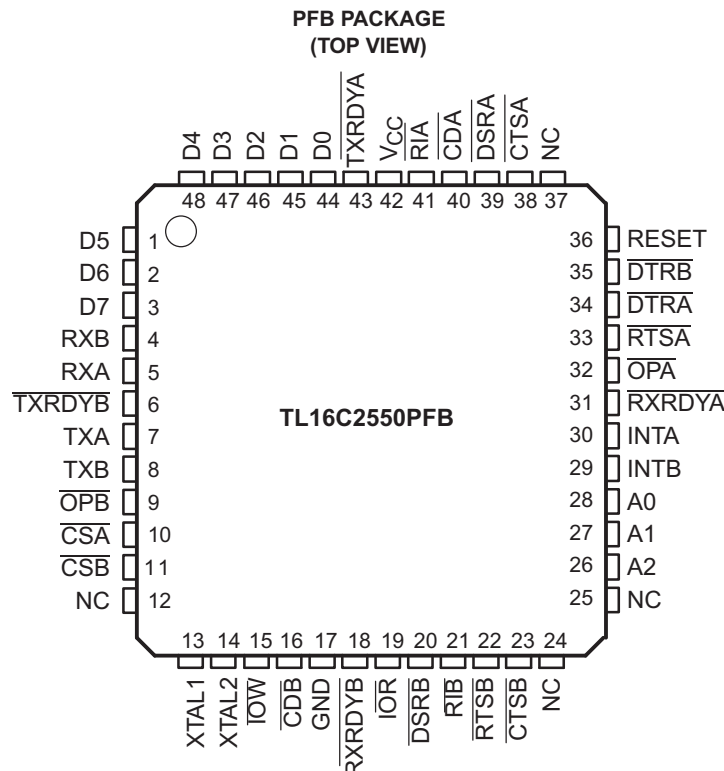 PFB PACKAGE
(TOP VIEW)
D4
D3
D2
D1
D0
TXRDYA
VCC
RIA
CDA
DSRA
CTSA
NC
48 47 46 45 44 43 42 41 40 39 38 37
D5 1
D6 2
D7 3
RXB 4
RXA 5
TXRDYB 6
TXA 7
TXB 8
OPB 9
CSA 10
CSB 11
NC 12
TL16C2550PFB
36 RESET
35 DTRB
34 DTRA
33 RTSA
32 OPA
31 RXRDYA
30 INTA
29 INTB
28 A0
27 A1
26 A2
25 NC
13 14 15 16 17 18 19 20 21 22 23 24
XTAL1
XTAL2
IOW
CDB
GND
RXRDYB
IOR
DSRB
RIB
RTSB
CTSB
NC